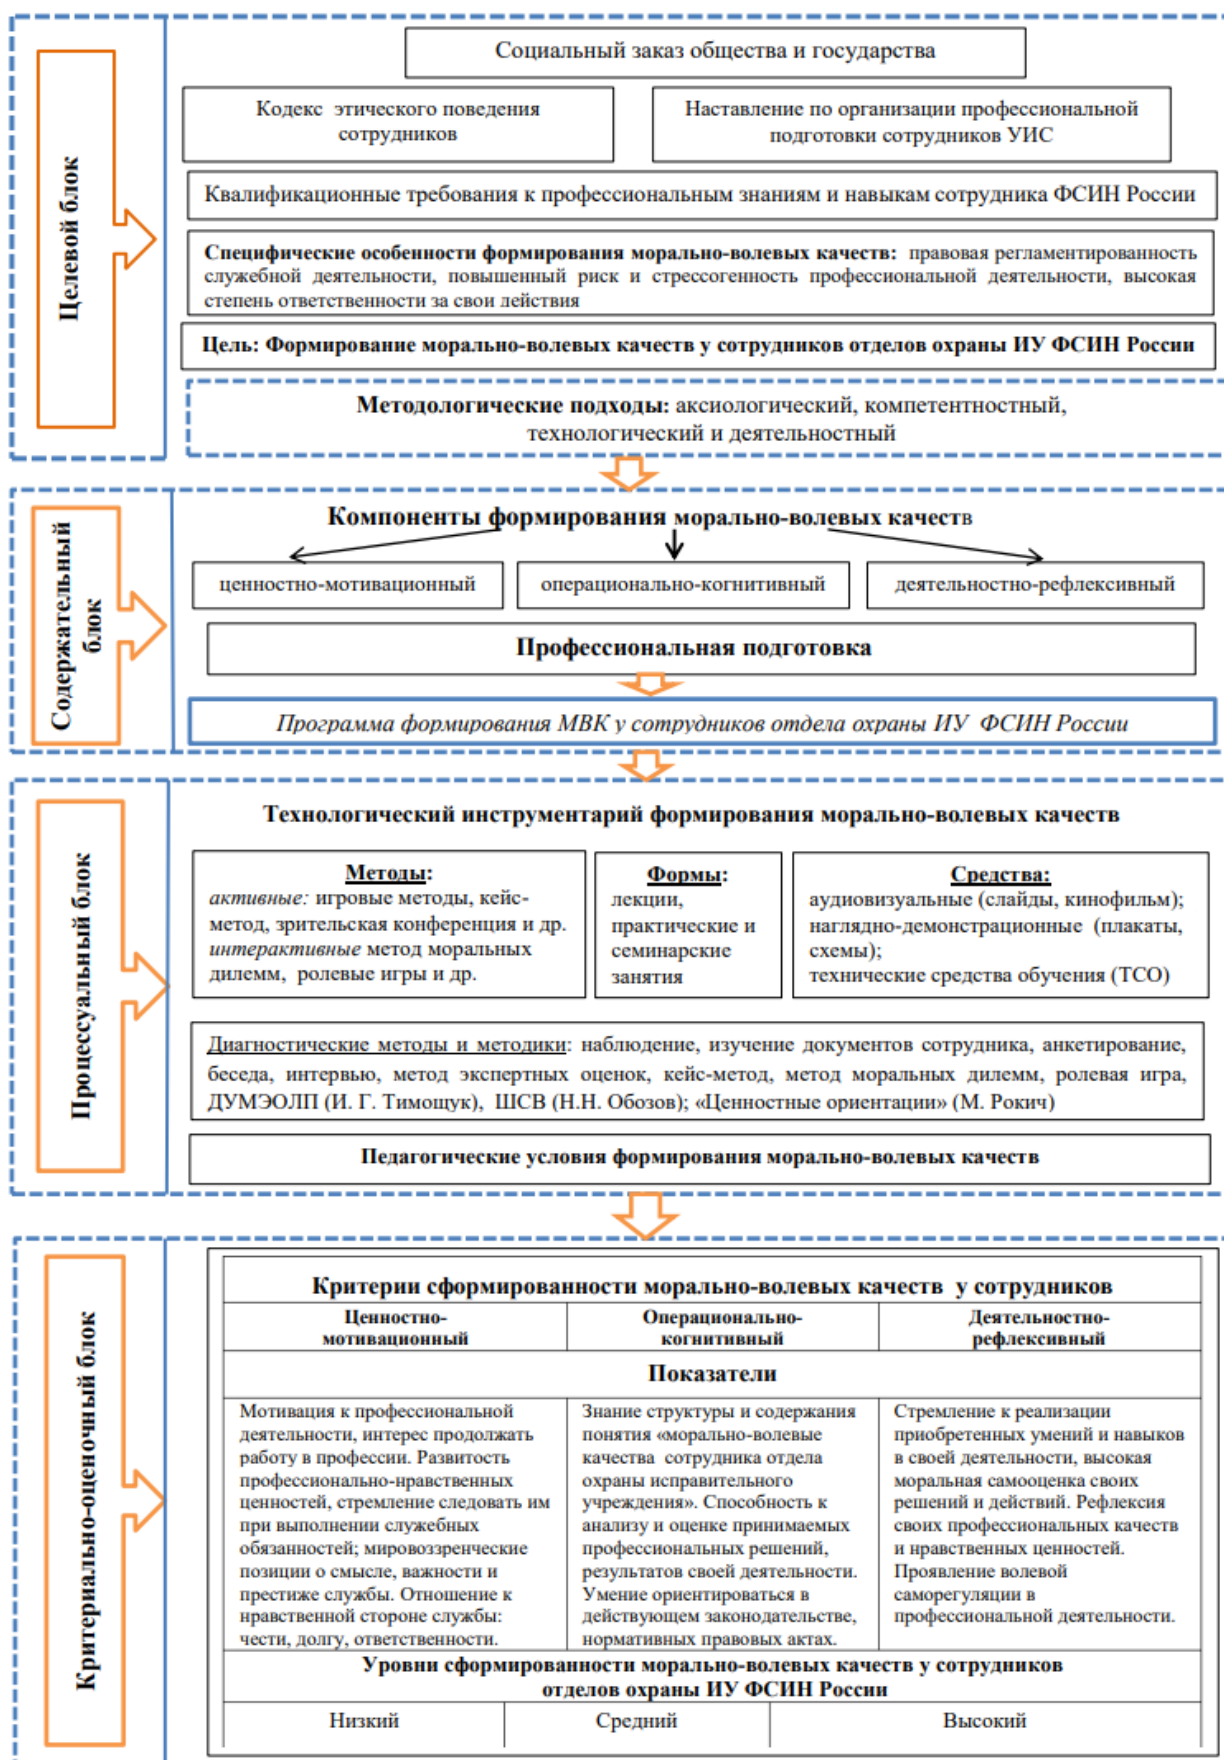 Целевой блок
Социальный заказ общества и государства
Кодекс этического поведения
сотрудников
Наставление по организации профессиональной
подготовки сотрудников УИС
Квалификационные требования к профессиональным знаниям и навыкам сотрудника ФСИН России
Специфические особенности формирования морально-волевых качеств: правовая регламентированность
служебной деятельности, повышенный риск и стрессогенность профессиональной деятельности, высокая
степень ответственности за свои действия
Цель: Формирование морально-волевых качеств у сотрудников отделов охраны ИУ ФСИН России
Методологические подходы: аксиологический, компетентностный,
технологический и деятельностный
Содержательный
блок
Компоненты формирования морально-волевых качеств
ценностно-мотивационный
операционально-когнитивный
деятельностно-рефлексивный
Профессиональная подготовка
Программа формирования МВК у сотрудников отдела охраны ИУ ФСИН России
Процессуальный блок
Технологический инструментарий формирования морально-волевых качеств
Методы:
активные: игровые методы, кейс-
метод, зрительская конференция и др.
интерактивные метод моральных
дилемм, ролевые игры и др.
Формы:
лекции,
практические и
семинарские
занятия
Средства:
аудиовизуальные (слайды, кинофильм);
наглядно-демонстрационные (плакаты,
схемы);
технические средства обучения (ТСО)
Диагностические методы и методики: наблюдение, изучение документов сотрудника, анкетирование,
беседа, интервью, метод экспертных оценок, кейс-метод, метод моральных дилемм, ролевая игра,
ДУМЭОЛП (И. Г. Тимощук), ШСВ (Н.Н. Обозов); «Ценностные ориентации» (М. Рокич)
Педагогические условия формирования морально-волевых качеств
Критериально-оценочный блок
Критерии сформированности морально-волевых качеств у сотрудников
Ценностно-
мотивационный
Операционально-
когнитивный
Деятельностно-
рефлексивный
Показатели
Мотивация к профессиональной
деятельности, интерес продолжать
работу в профессии. Развитость
профессионально-нравственных
ценностей, стремление следовать им
при выполнении служебных
обязанностей; мировоззренческие
позиции о смысле, важности и
престиже службы. Отношение к
нравственной стороне службы:
чести, долгу, ответственности.
Знание структуры и содержания
понятия «морально-волевые
качества сотрудника отдела
охраны исправительного
учреждения». Способность к
анализу и оценке принимаемых
профессиональных решений,
результатов своей деятельности.
Умение ориентироваться в
действующем законодательстве,
нормативных правовых актах.
Стремление к реализации
приобретенных умений и навыков
в своей деятельности, высокая
моральная самооценка своих
решений и действий. Рефлексия
своих профессиональных качеств
и нравственных ценностей.
Проявление волевой
саморегуляции в
профессиональной деятельности.
Уровни сформированности морально-волевых качеств у сотрудников
отделов охраны ИУ ФСИН России
Низкий
Средний
Высокий